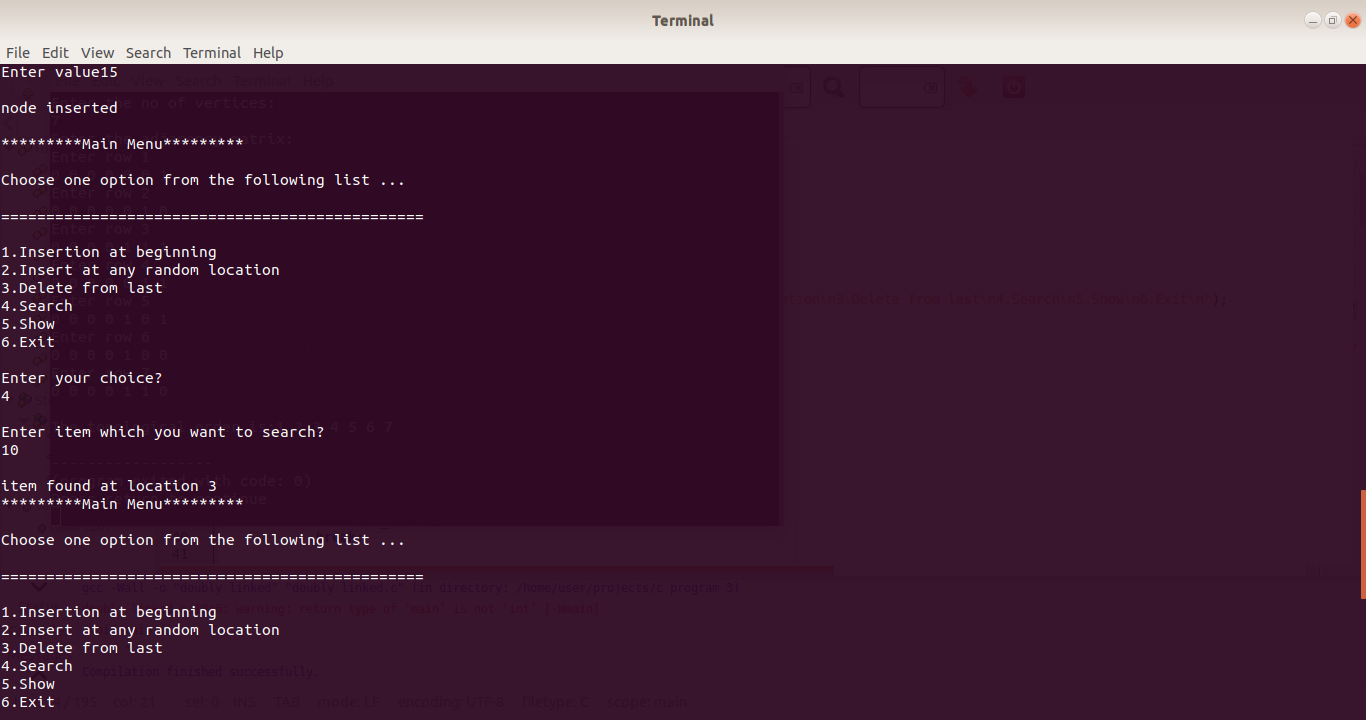 Terminal
File Edit View Search Terminal Help
Enter value15
node inserted
*********Main Menu*********
Choose one option from the following list ...
===============================================
1.Insertion at beginning
2.Insert at any random location
3.Delete from last
4.Search
5.Show
6.Exit
Enter your choice?
4
Enter item which you want to search?
10
item found at location 3
*********Main Menu*********
Choose one option from the following list ...
===============================================
1.Insertion at beginning
2.Insert at any random location
3.Delete from last
4.Search
5.Show
6.Exit